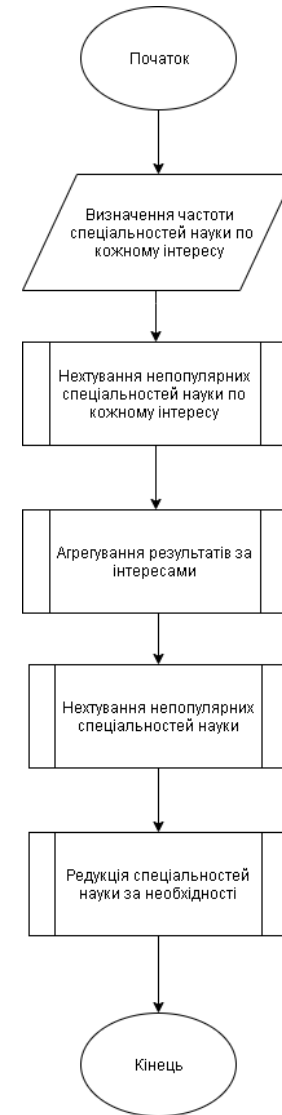 Початок
Визначення частоти
спеціальностей науки по
кожному інтересу
Нехтування непопулярних
спеціальностей науки по
кожному інтересу
Агрегування результатів за
інтересами
Нехтування непопулярних
спеціальностей науки
Редукція спеціальностей
науки за необхідності
Кінець